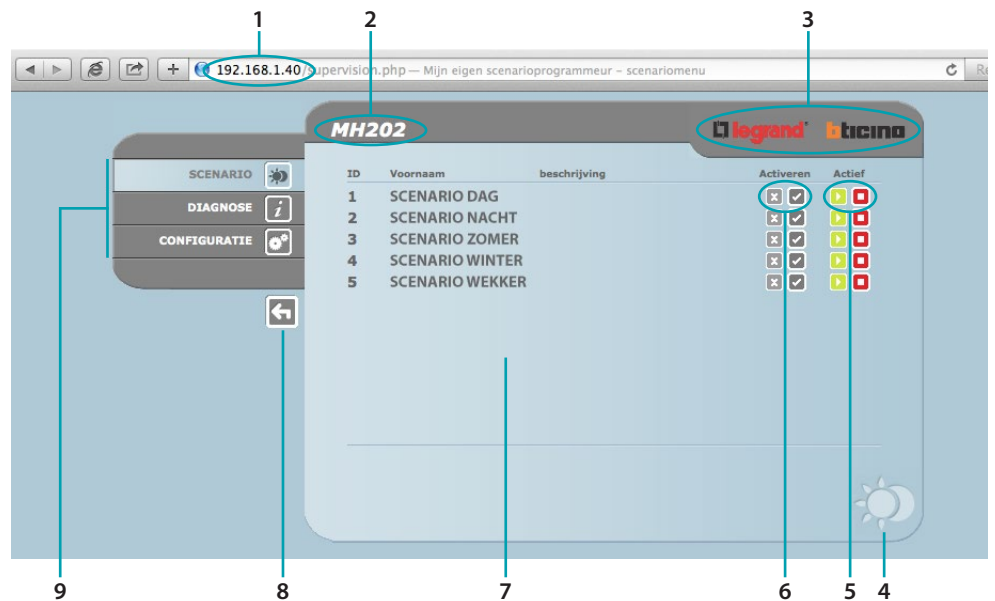 1 2 3
192.168.1.40/supervision.php — Mijn eigen scenarioprogrammeur – scenariomenu
MH202 legrand® bticino
SCENARIO
DIAGNOSE
CONFIGURATIE
ID Voornaam beschrijving Activeren Actief
1 SCENARIO DAG
2 SCENARIO NACHT
3 SCENARIO ZOMER
4 SCENARIO WINTER
5 SCENARIO WEKKER
9 8 7 6 5 4